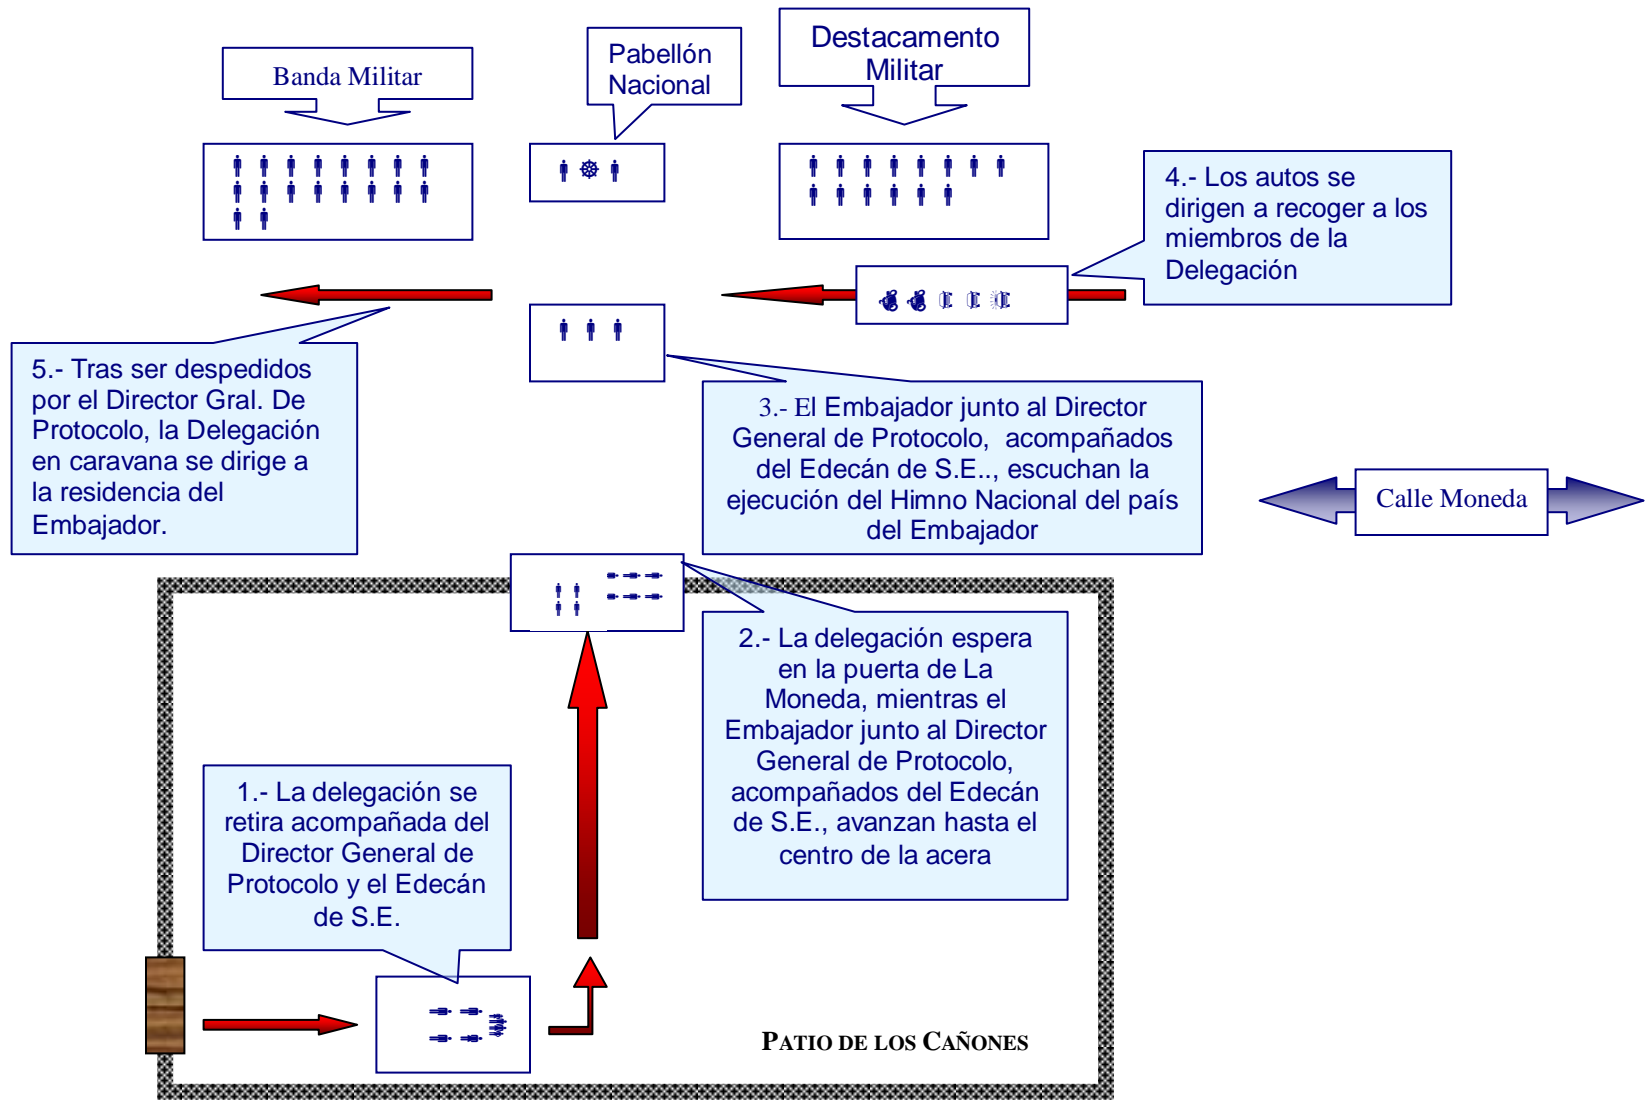 Banda Militar
Pabellón
Nacional
Destacamento
Militar
4.- Los autos se
dirigen a recoger a los
miembros de la
Delegación
5.- Tras ser despedidos
por el Director Gral. De
Protocolo, la Delegación
en caravana se dirige a
la residencia del
Embajador.
3.- El Embajador junto al Director
General de Protocolo, acompañados
del Edecán de S.E.., escuchan la
ejecución del Himno Nacional del país
del Embajador
Calle Moneda
2.- La delegación espera
en la puerta de La
Moneda, mientras el
Embajador junto al Director
General de Protocolo,
acompañados del Edecán
de S.E., avanzan hasta el
centro de la acera
1.- La delegación se
retira acompañada del
Director General de
Protocolo y el Edecán
de S.E.
PATIO DE LOS CAÑONES